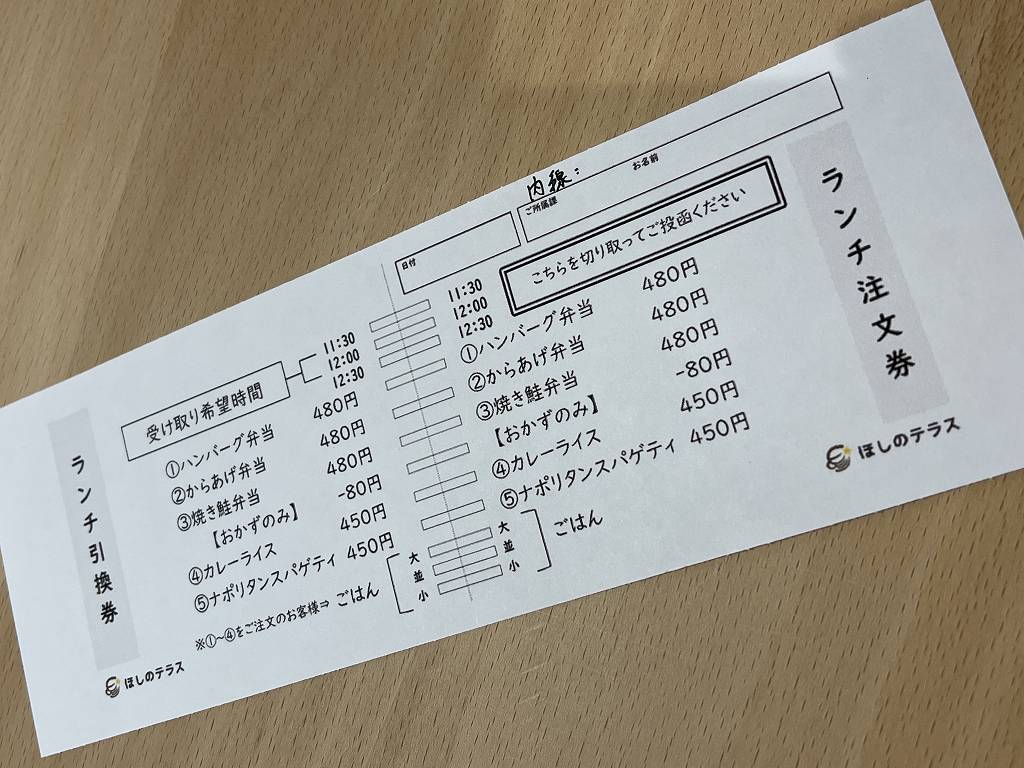 ランチ引換券
受け取り希望時間
11:30
12:00
12:30
①ハンバーグ弁当 480円
②からあげ弁当 480円
③焼き鮭弁当 480円
【おかずのみ】 -80円
④カレーライス 450円
⑤ナポリタンスパゲティ 450円
※①~④をご注文のお客様⇒ ごはん
大
並
小
ほしのテラス
日付
内線:
ご所属課
お名前
こちらを切り取ってご投函ください
11:30
12:00
12:30
①ハンバーグ弁当 480円
②からあげ弁当 480円
③焼き鮭弁当 480円
【おかずのみ】 -80円
④カレーライス 450円
⑤ナポリタンスパゲティ 450円
大
並
小
ごはん
ランチ注文券
ほしのテラス